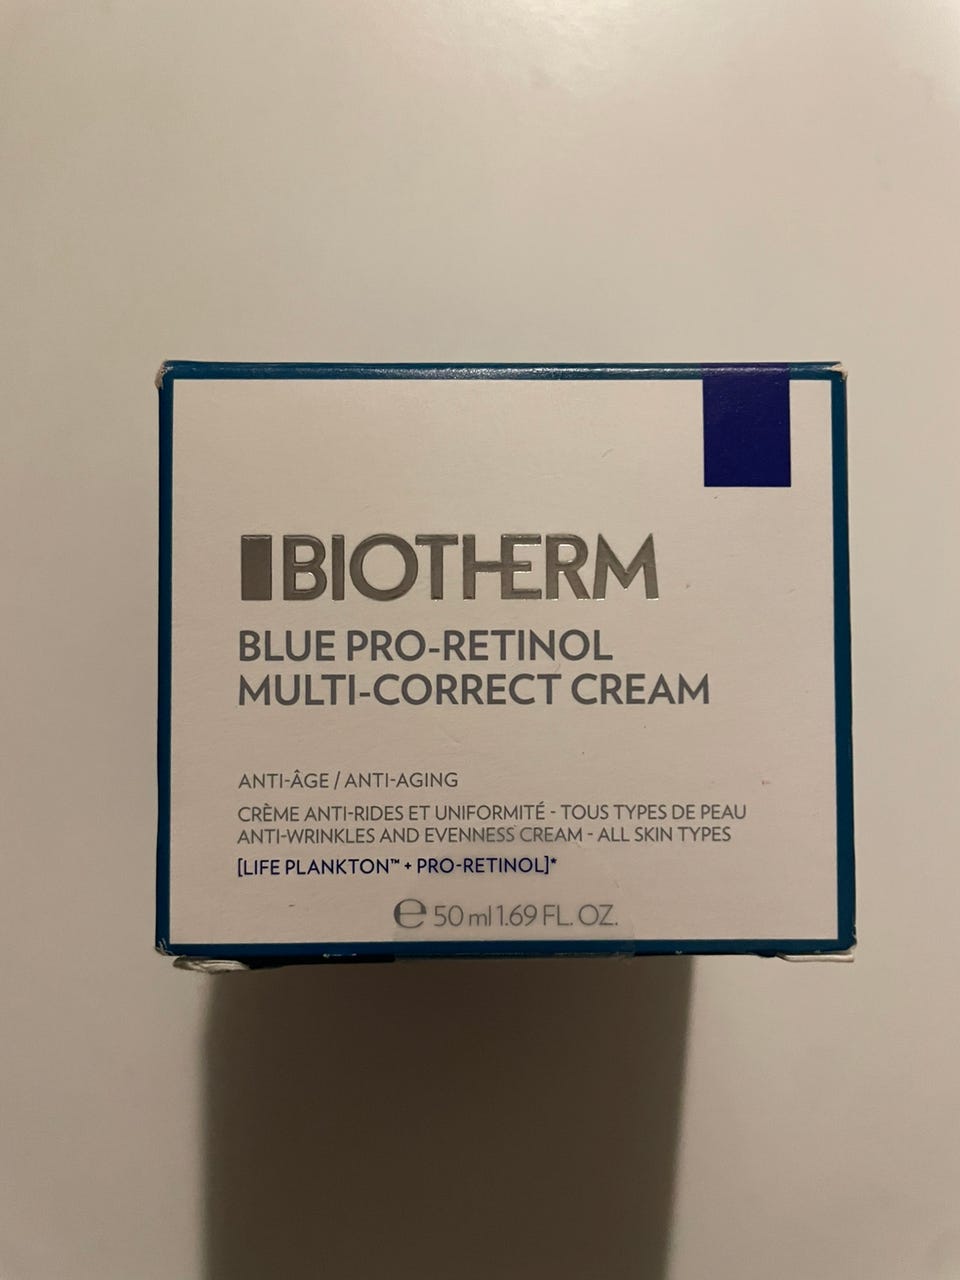 BIOTHERM
BLUE PRO-RETINOL
MULTI-CORRECT CREAM
ANTI-ÂGE / ANTI-AGING
CRÈME ANTI-RIDES ET UNIFORMITÉ - TOUS TYPES DE PEAU
ANTI-WRINKLES AND EVENNESS CREAM - ALL SKIN TYPES
[LIFE PLANKTON™ + PRO-RETINOL]*
℮ 50 ml 1.69 FL. OZ.